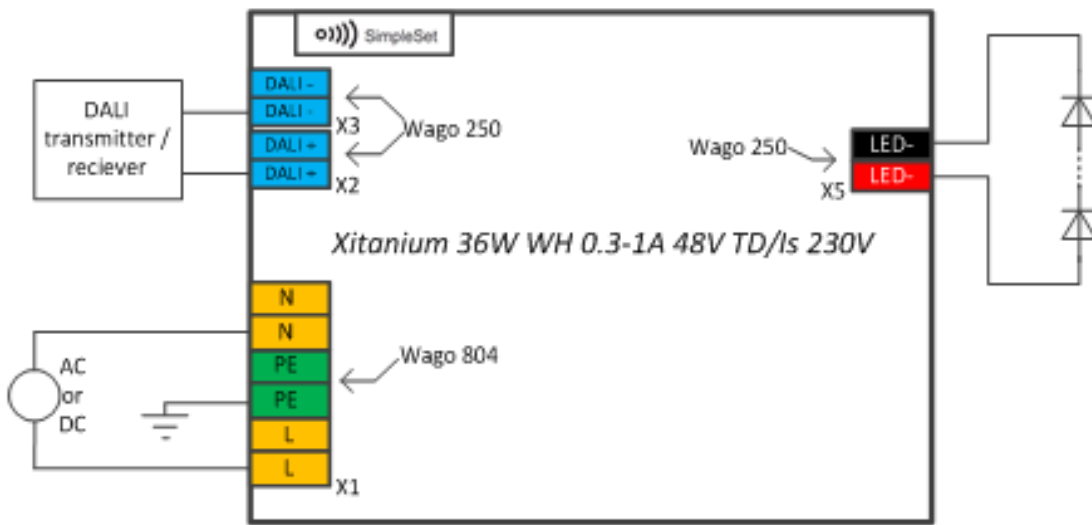 SimpleSet
DALI -
DALI -
X3
DALI +
DALI +
X2
Wago 250
DALI
transmitter /
reciever
Wago 250
LED-
LED-
X5
Xitanium 36W WH 0.3-1A 48V TD/Is 230V
N
N
PE
PE
L
L
X1
Wago 804
AC
or
DC